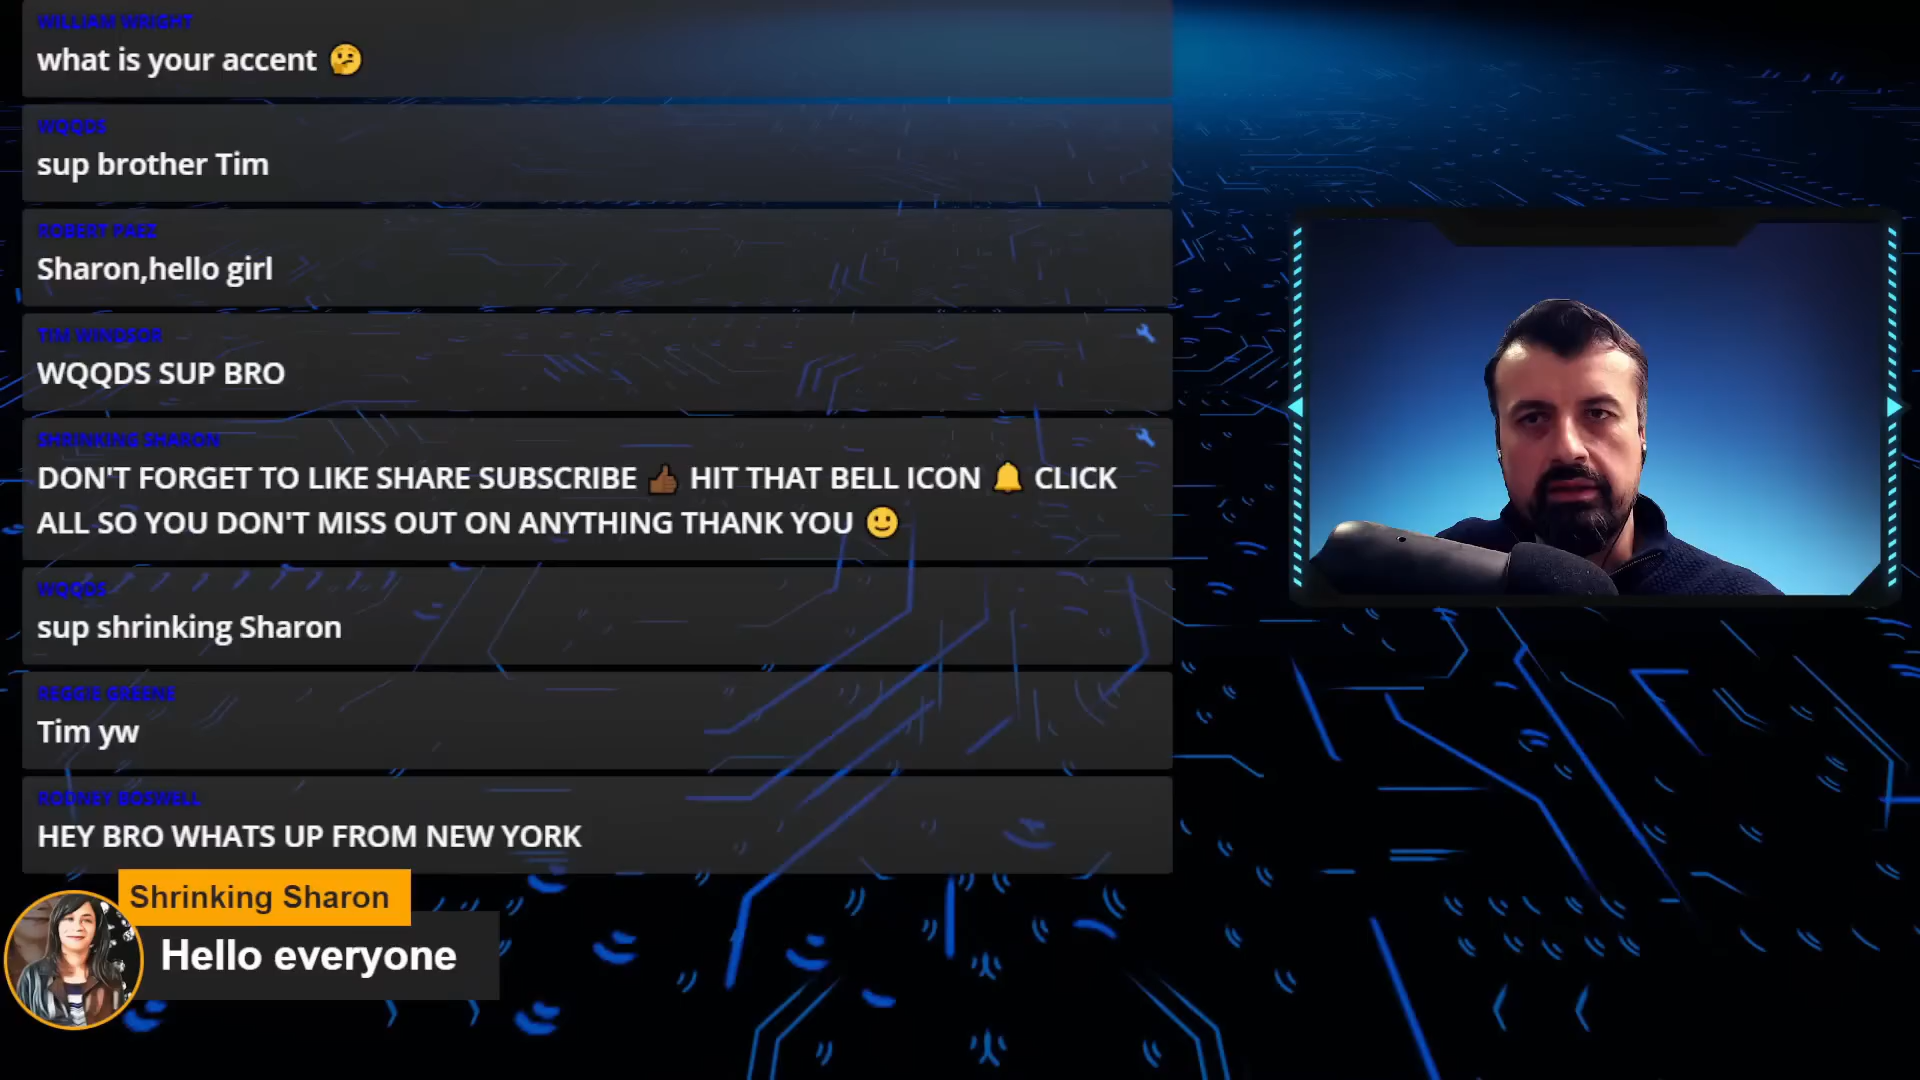 WILLIAM WRIGHT
what is your accent 🤔
WQQDS
sup brother Tim
ROBERT PAEZ
Sharon,hello girl
TIM WINDSOR
WQQDS SUP BRO
SHRINKING SHARON
DON'T FORGET TO LIKE SHARE SUBSCRIBE 👍🏾 HIT THAT BELL ICON 🔔 CLICK
ALL SO YOU DON'T MISS OUT ON ANYTHING THANK YOU 🙂
WQQDS
sup shrinking Sharon
REGGIE GREENE
Tim yw
RODNEY BOSWELL
HEY BRO WHATS UP FROM NEW YORK
Shrinking Sharon
Hello everyone